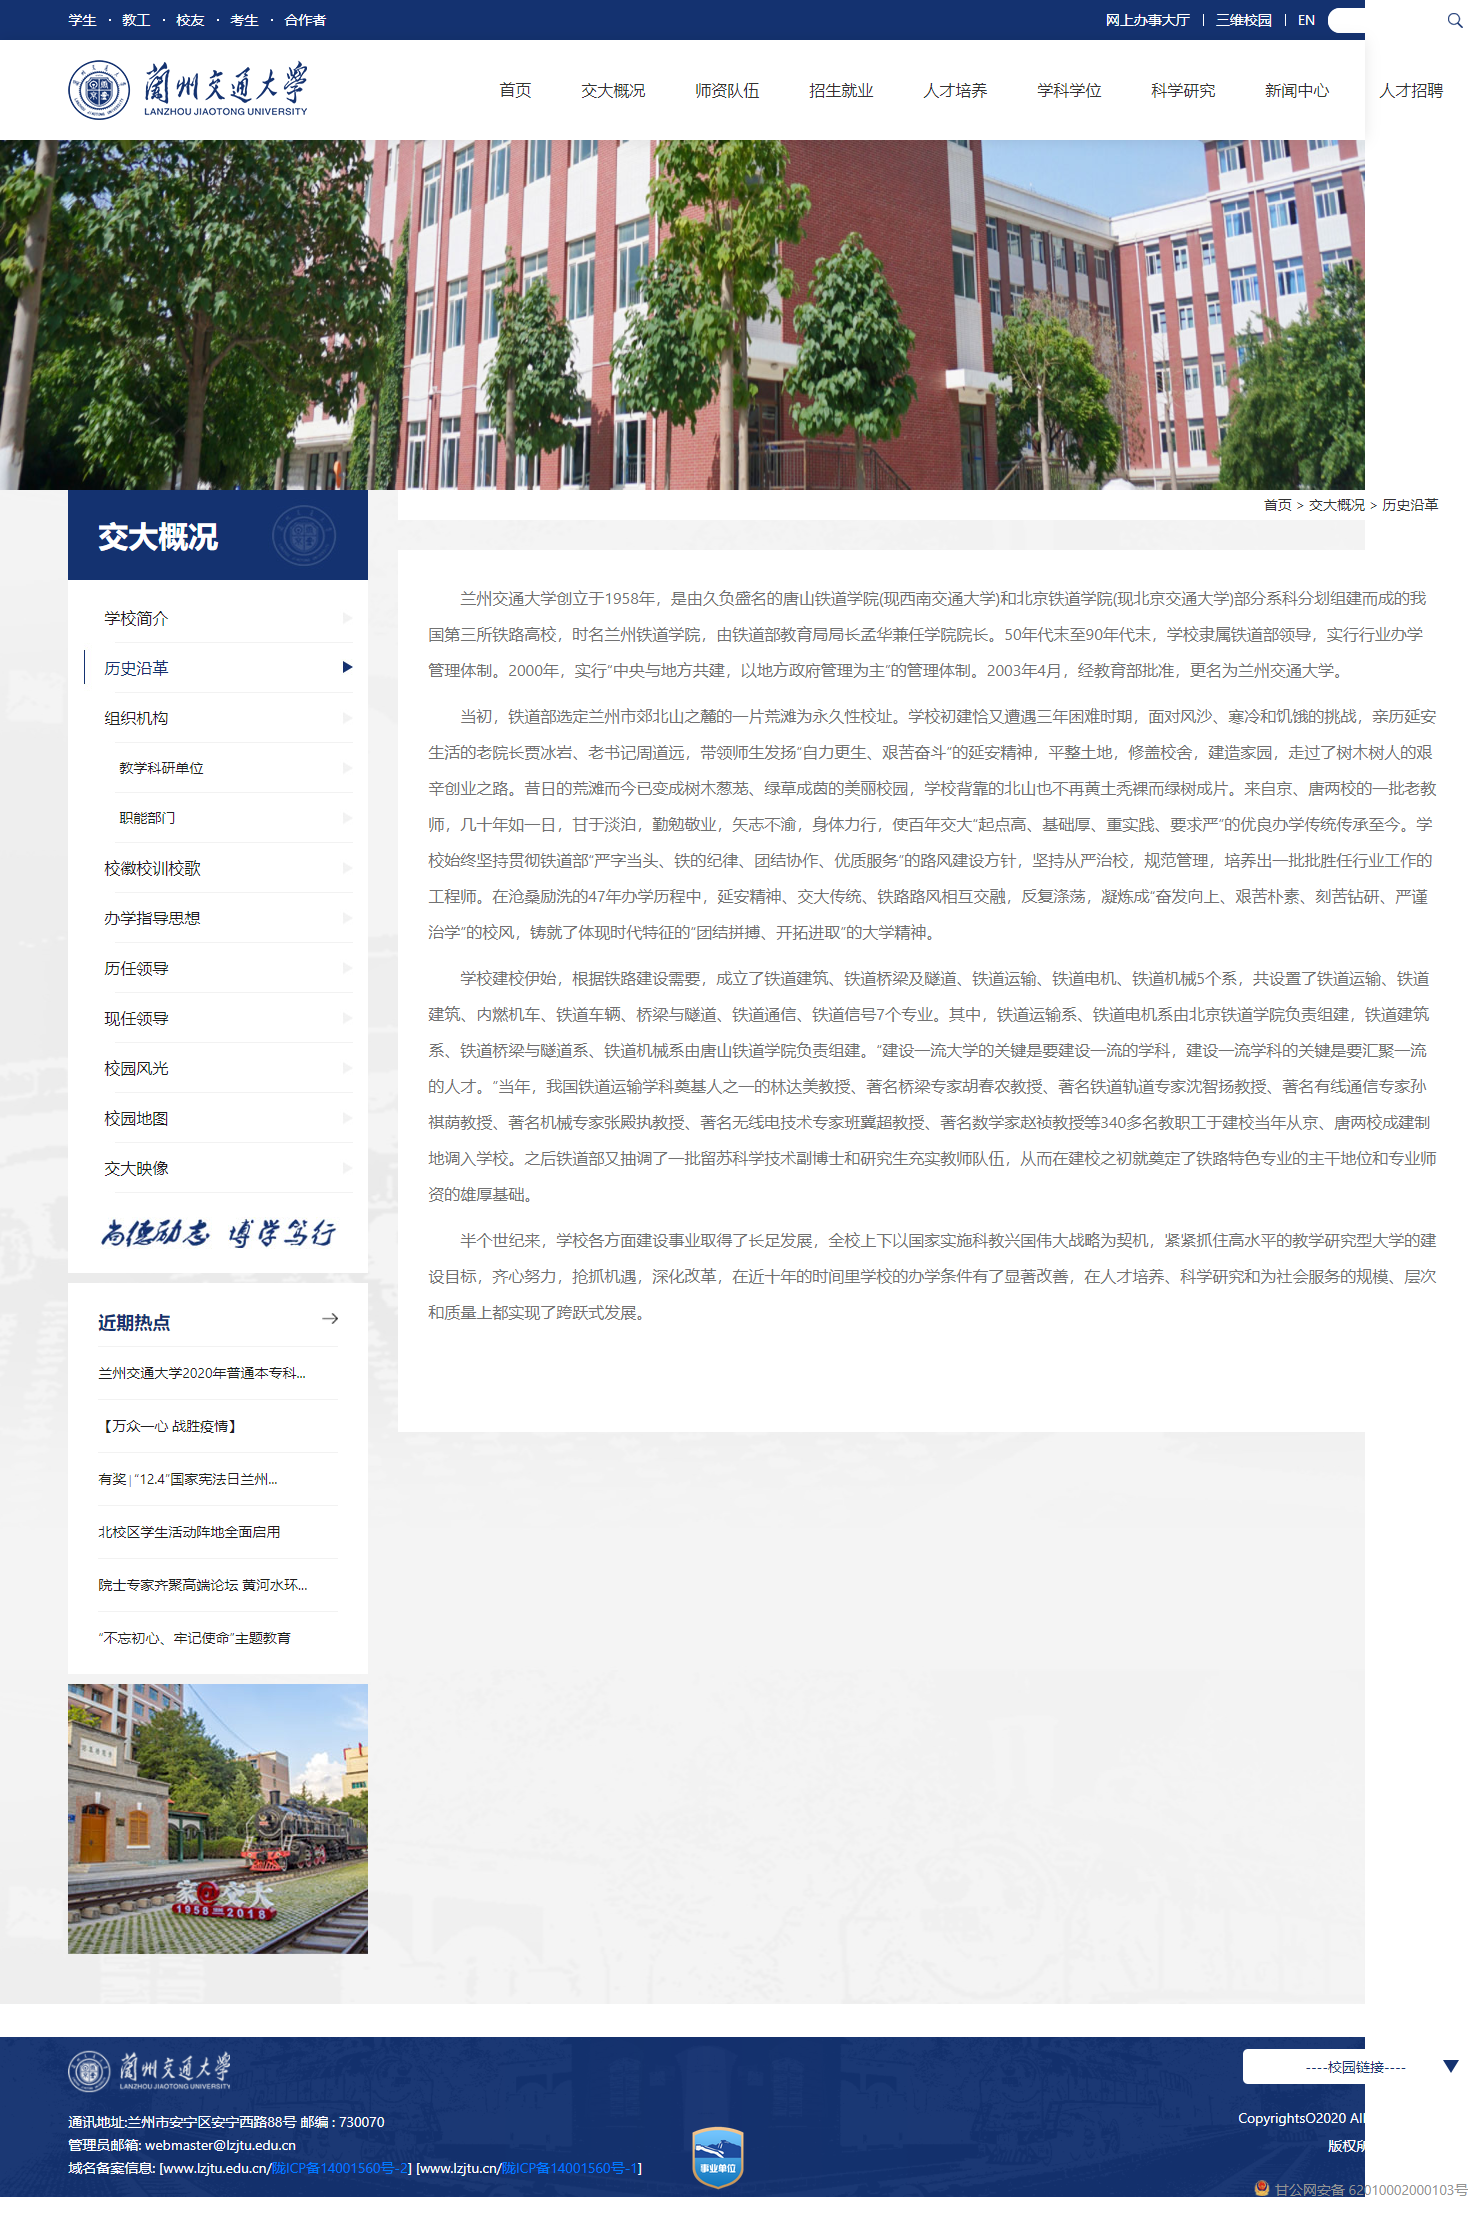 学生 · 教工 · 校友 · 考生 · 合作者
网上办事大厅 | 三维校园 | EN
蘭州交通大学
LANZHOU JIAOTONG UNIVERSITY
首页 交大概况 师资队伍 招生就业 人才培养 学科学位 科学研究 新闻中心 人才招聘
交大概况
首页 > 交大概况 > 历史沿革
学校简介
历史沿革
组织机构
教学科研单位
职能部门
校徽校训校歌
办学指导思想
历任领导
现任领导
校园风光
校园地图
交大映像
尚德励志 博学笃行
近期热点
兰州交通大学2020年普通本专科...
【万众一心 战胜疫情】
有奖 | “12.4”国家宪法日兰州...
北校区学生活动阵地全面启用
院士专家齐聚高端论坛 黄河水环...
“不忘初心、牢记使命”主题教育
家 交大
1958 2018
兰州交通大学创立于1958年，是由久负盛名的唐山铁道学院(现西南交通大学)和北京铁道学院(现北京交通大学)部分系科分划组建而成的我
国第三所铁路高校，时名兰州铁道学院，由铁道部教育局局长孟华兼任学院院长。50年代末至90年代末，学校隶属铁道部领导，实行行业办学
管理体制。2000年，实行“中央与地方共建，以地方政府管理为主”的管理体制。2003年4月，经教育部批准，更名为兰州交通大学。
当初，铁道部选定兰州市郊北山之麓的一片荒滩为永久性校址。学校初建恰又遭遇三年困难时期，面对风沙、寒冷和饥饿的挑战，亲历延安
生活的老院长贾冰岩、老书记周道远，带领师生发扬“自力更生、艰苦奋斗”的延安精神，平整土地，修盖校舍，建造家园，走过了树木树人的艰
辛创业之路。昔日的荒滩而今已变成树木葱茏、绿草成茵的美丽校园，学校背靠的北山也不再黄土秃裸而绿树成片。来自京、唐两校的一批老教
师，几十年如一日，甘于淡泊，勤勉敬业，矢志不渝，身体力行，使百年交大“起点高、基础厚、重实践、要求严”的优良办学传统传承至今。学
校始终坚持贯彻铁道部“严字当头、铁的纪律、团结协作、优质服务”的路风建设方针，坚持从严治校，规范管理，培养出一批批胜任行业工作的
工程师。在沧桑励洗的47年办学历程中，延安精神、交大传统、铁路路风相互交融，反复涤荡，凝炼成“奋发向上、艰苦朴素、刻苦钻研、严谨
治学”的校风，铸就了体现时代特征的“团结拼搏、开拓进取”的大学精神。
学校建校伊始，根据铁路建设需要，成立了铁道建筑、铁道桥梁及隧道、铁道运输、铁道电机、铁道机械5个系，共设置了铁道运输、铁道
建筑、内燃机车、铁道车辆、桥梁与隧道、铁道通信、铁道信号7个专业。其中，铁道运输系、铁道电机系由北京铁道学院负责组建，铁道建筑
系、铁道桥梁与隧道系、铁道机械系由唐山铁道学院负责组建。“建设一流大学的关键是要建设一流的学科，建设一流学科的关键是要汇聚一流
的人才。”当年，我国铁道运输学科奠基人之一的林达美教授、著名桥梁专家胡春农教授、著名铁道轨道专家沈智扬教授、著名有线通信专家孙
祺荫教授、著名机械专家张殿执教授、著名无线电技术专家班冀超教授、著名数学家赵祯教授等340多名教职工于建校当年从京、唐两校成建制
地调入学校。之后铁道部又抽调了一批留苏科学技术副博士和研究生充实教师队伍，从而在建校之初就奠定了铁路特色专业的主干地位和专业师
资的雄厚基础。
半个世纪来，学校各方面建设事业取得了长足发展，全校上下以国家实施科教兴国伟大战略为契机，紧紧抓住高水平的教学研究型大学的建
设目标，齐心努力，抢抓机遇，深化改革，在近十年的时间里学校的办学条件有了显著改善，在人才培养、科学研究和为社会服务的规模、层次
和质量上都实现了跨跃式发展。
蘭州交通大学
LANZHOU JIAOTONG UNIVERSITY
通讯地址:兰州市安宁区安宁西路88号 邮编 : 730070
管理员邮箱: webmaster@lzjtu.edu.cn
域名备案信息: [www.lzjtu.edu.cn/陇ICP备14001560号-2] [www.lzjtu.cn/陇ICP备14001560号-1]
事业单位
----校园链接----
CopyrightsO2020 All
版权所
甘公网安备 62010002000103号